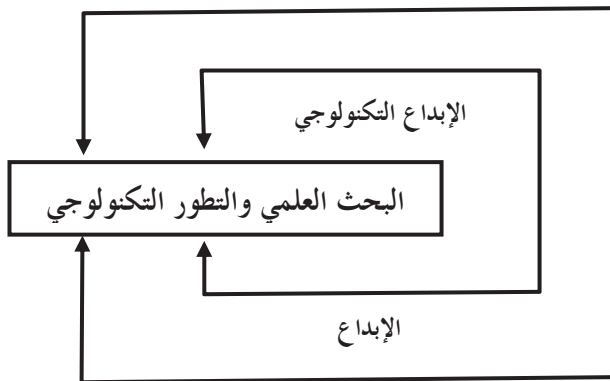 الإبداع التكنولوجي
البحث العلمي والتطور التكنولوجي
الإبداع